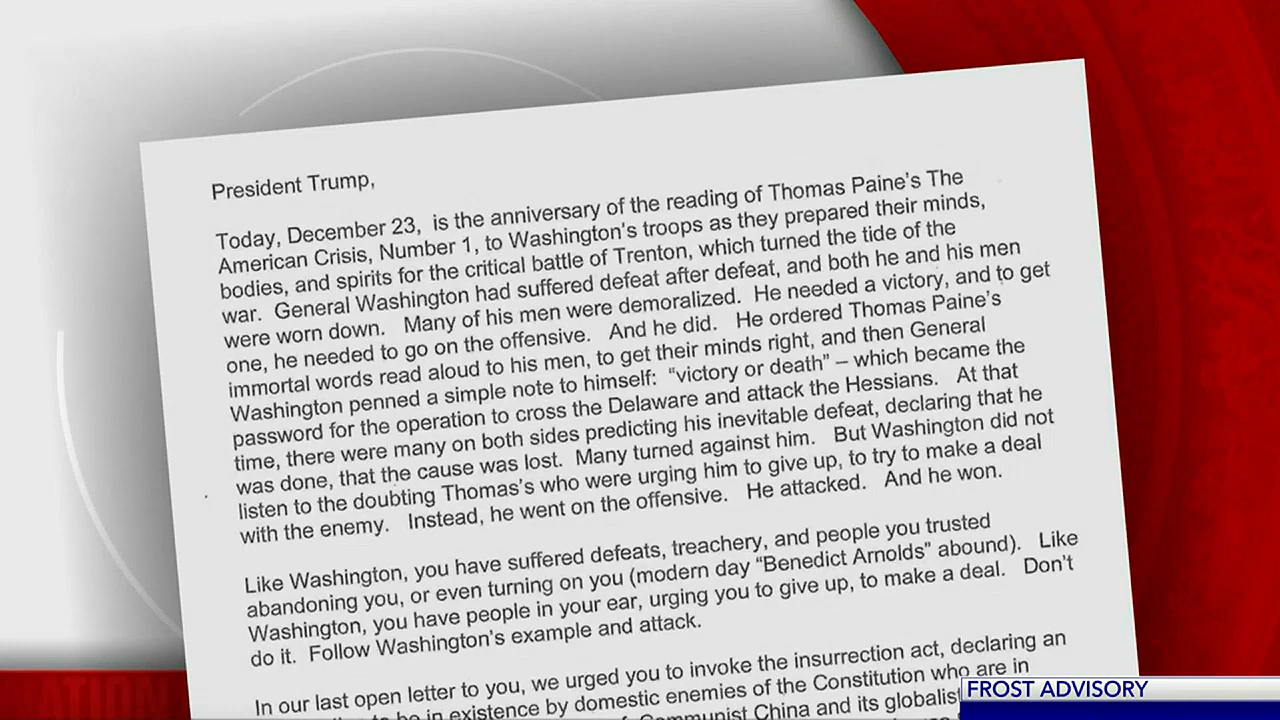 President Trump,
Today, December 23,  is the anniversary of the reading of Thomas Paine's The
American Crisis, Number 1, to Washington's troops as they prepared their minds,
bodies, and spirits for the critical battle of Trenton, which turned the tide of the
war.  General Washington had suffered defeat after defeat, and both he and his men
were worn down.   Many of his men were demoralized.  He needed a victory, and to get
one, he needed to go on the offensive.   And he did.   He ordered Thomas Paine's
immortal words read aloud to his men, to get their minds right, and then General
Washington penned a simple note to himself:  "victory or death" – which became the
password for the operation to cross the Delaware and attack the Hessians.   At that
time, there were many on both sides predicting his inevitable defeat, declaring that he
was done, that the cause was lost.  Many turned against him.   But Washington did not
listen to the doubting Thomas's who were urging him to give up, to try to make a deal
with the enemy.   Instead, he went on the offensive.   He attacked.   And he won.
Like Washington, you have suffered defeats, treachery, and people you trusted
abandoning you, or even turning on you (modern day "Benedict Arnolds" abound).   Like
Washington, you have people in your ear, urging you to give up, to make a deal.   Don't
do it.  Follow Washington's example and attack.
In our last open letter to you, we urged you to invoke the insurrection act, declaring an
to be in existence by domestic enemies of the Constitution who are in
Communist China and its globalist
FROST ADVISORY